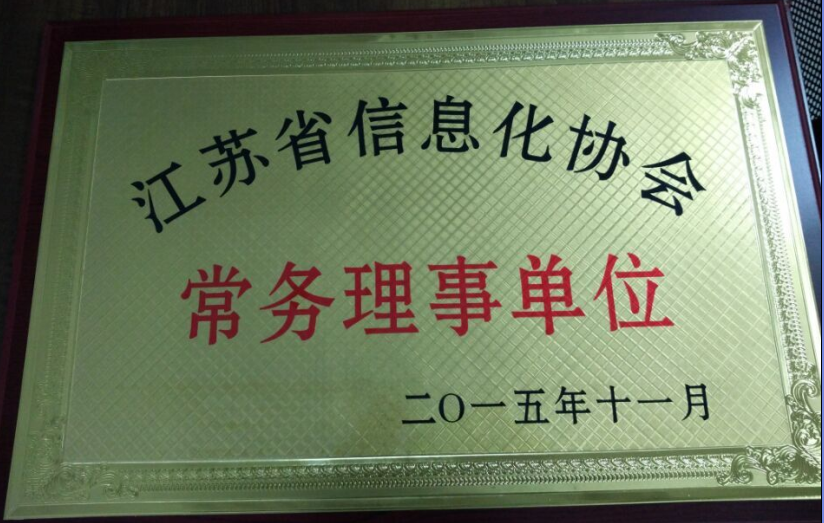 江苏省信息化协会
常务理事单位
二〇一五年十一月